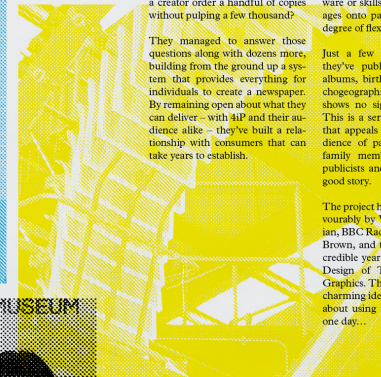 a creator order a handful of copies
without pulping a few thousand?
They managed to answer those
questions along with dozens more,
building from the ground up a sys-
tem that provides everything for
individuals to create a newspaper.
By remaining open about what they
can deliver – with 4iP and their au-
dience alike – they've built a rela-
tionship with consumers that can
take years to establish.
ware or skills
ages onto pa
degree of flex
Just a few
they've publ
albums, birth
chogeographi
shows no sig
This is a ser
that appeals
dience of pa
family mem
publicists and
good story.
The project h
vourably by W
ian, BBC Rad
Brown, and t
credible year
Design of T
Graphics. Th
charming ide
about using
one day...
MUSEUM